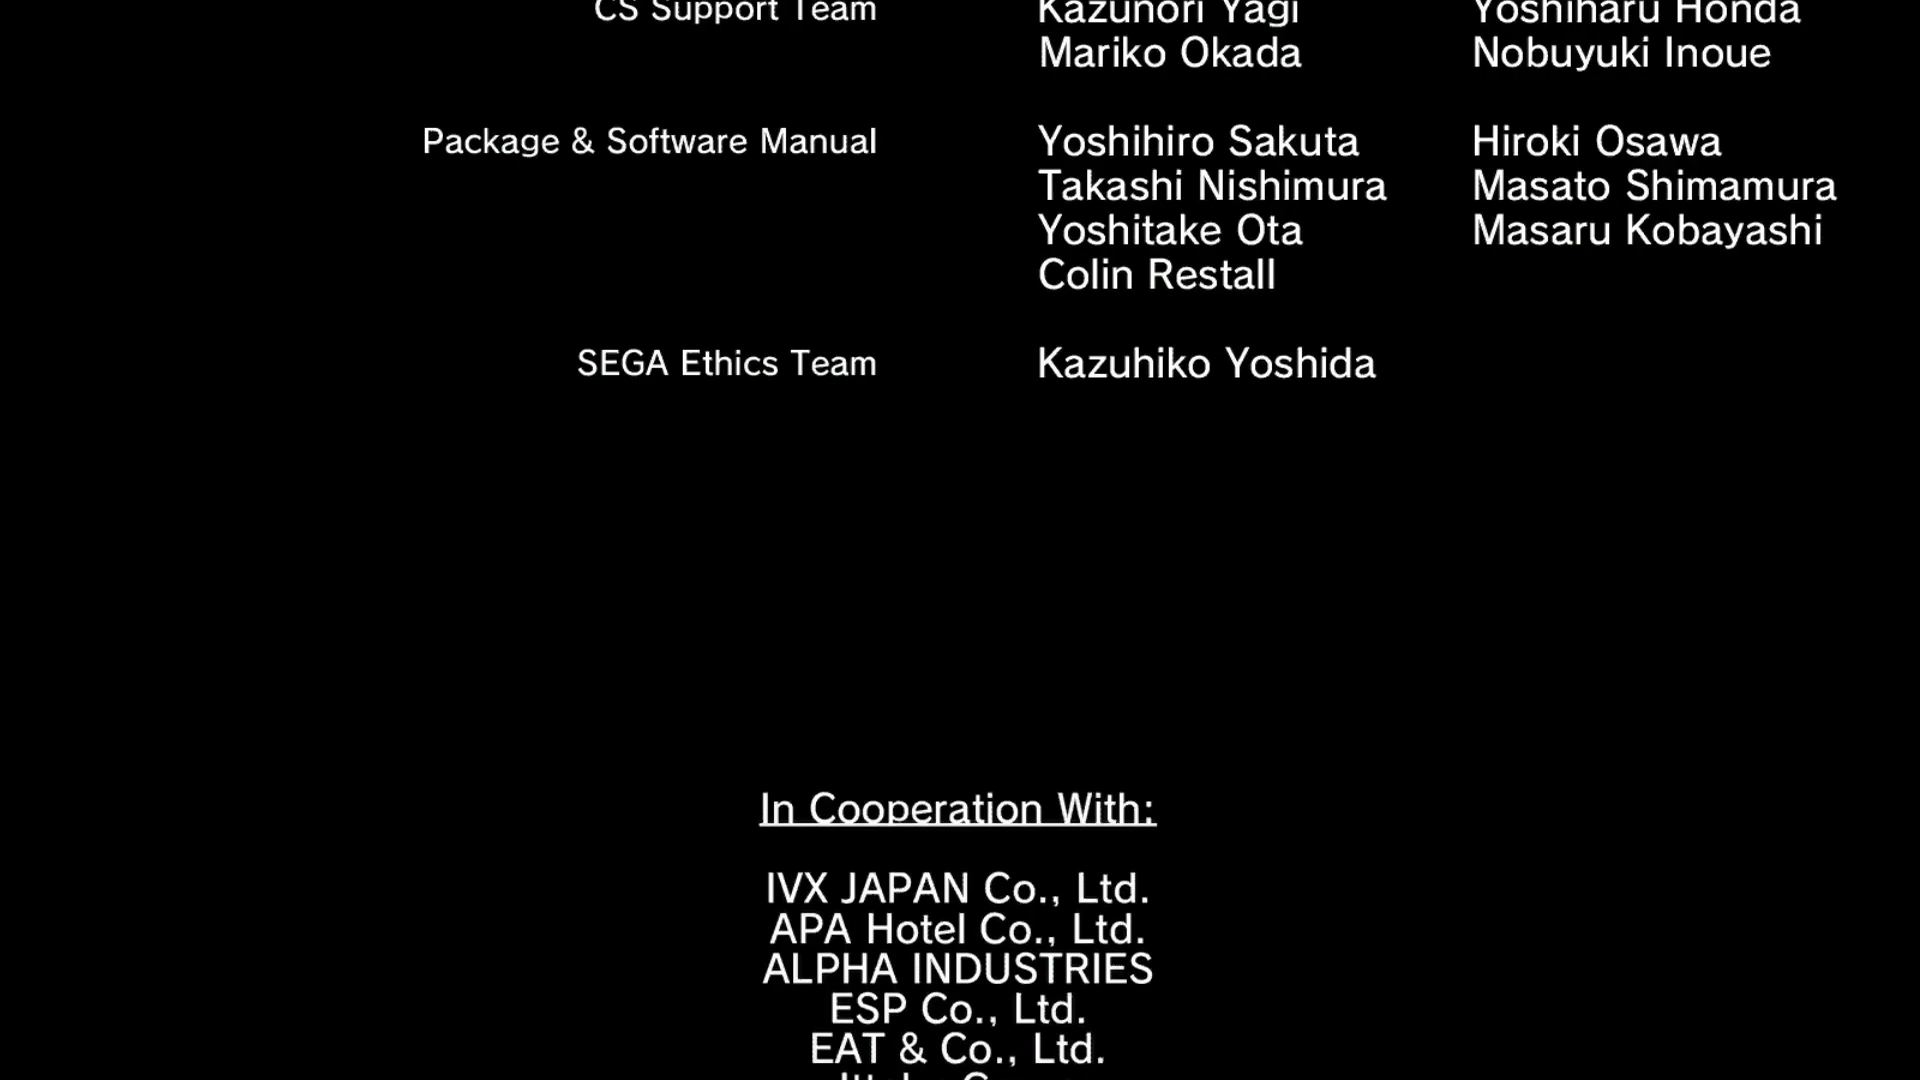 CS Support Team Kazunori Yagi Yoshiharu Honda
Mariko Okada Nobuyuki Inoue
Package & Software Manual Yoshihiro Sakuta Hiroki Osawa
Takashi Nishimura Masato Shimamura
Yoshitake Ota Masaru Kobayashi
Colin Restall
SEGA Ethics Team Kazuhiko Yoshida
In Cooperation With:
IVX JAPAN Co., Ltd.
APA Hotel Co., Ltd.
ALPHA INDUSTRIES
ESP Co., Ltd.
EAT & Co., Ltd.